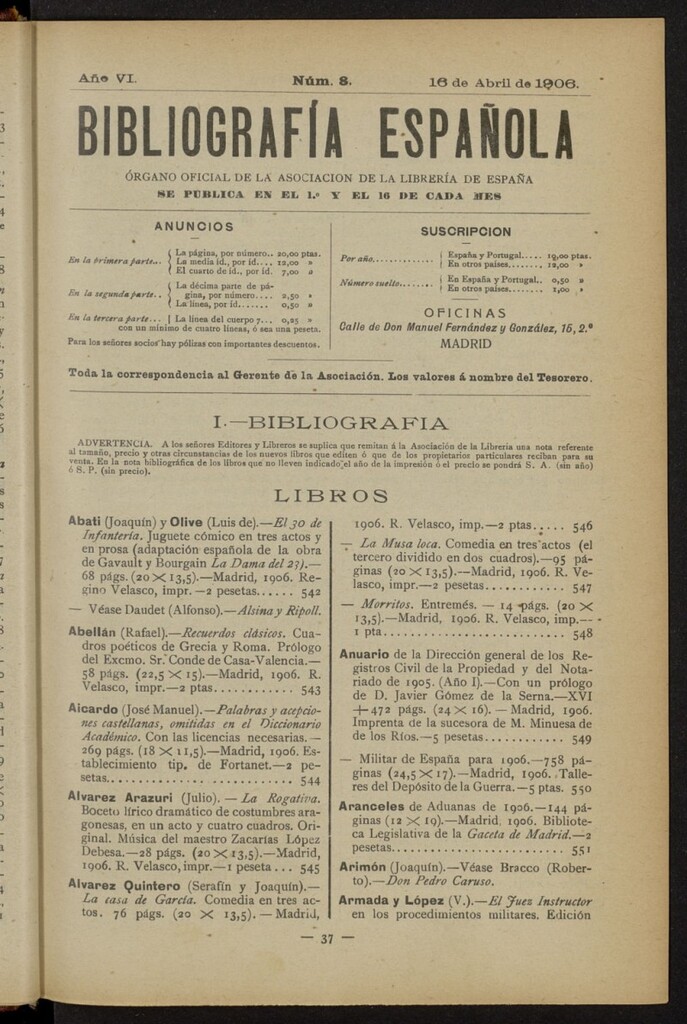 Año VI. Núm. 8. 16 de Abril de 1906.
BIBLIOGRAFÍA ESPAÑOLA
ÓRGANO OFICIAL DE LA ASOCIACION DE LA LIBRERÍA DE ESPAÑA
SE PUBLICA EN EL 1.º Y EL 16 DE CADA MES
ANUNCIOS
En la primera parte... { La página, por número.. 20,00 ptas.
La media id., por id.... 12,00 »
El cuarto de id., por id. 7,00 »
En la segunda parte.. { La décima parte de pá-
gina, por número.... 2,50 »
La línea, por id....... 0,50 »
En la tercera parte... { La línea del cuerpo 7... 0,25 »
con un mínimo de cuatro líneas, ó sea una peseta.
Para los señores socios hay pólizas con importantes descuentos.
SUSCRIPCION
Por año............. { España y Portugal.... 10,00 ptas.
En otros países........ 12,00 »
Número suelto....... { En España y Portugal. 0,50 »
En otros países........ 1,00 »
OFICINAS
Calle de Don Manuel Fernández y González, 15, 2.º
MADRID
Toda la correspondencia al Gerente de la Asociación. Los valores á nombre del Tesorero.
I.—BIBLIOGRAFIA
ADVERTENCIA. A los señores Editores y Libreros se suplica que remitan á la Asociación de la Librería una nota referente
al tamaño, precio y otras circunstancias de los nuevos libros que editen ó que de los propietarios particulares reciban para su
venta. En la nota bibliográfica de los libros que no lleven indicado el año de la impresión ó el precio se pondrá S. A. (sin año)
ó S. P. (sin precio).
LIBROS
Abati (Joaquín) y Olive (Luis de).—El 30 de
Infantería. Juguete cómico en tres actos y
en prosa (adaptación española de la obra
de Gavault y Bourgain La Dama del 23).—
68 págs. (20 × 13,5).—Madrid, 1906. Re-
gino Velasco, impr.—2 pesetas..... 542
— Véase Daudet (Alfonso).—Alsina y Ripoll.
Abellán (Rafael).—Recuerdos clásicos. Cua-
dros poéticos de Grecia y Roma. Prólogo
del Excmo. Sr. Conde de Casa-Valencia.—
58 págs. (22,5 × 15).—Madrid, 1906. R.
Velasco, impr.—2 ptas............ 543
Aicardo (José Manuel).—Palabras y acepcio-
nes castellanas, omitidas en el Diccionario
Académico. Con las licencias necesarias.—
269 págs. (18 × 11,5).—Madrid, 1906. Es-
tablecimiento tip. de Fortanet.—2 pe-
setas........................ 544
Alvarez Arazuri (Julio).—La Rogativa.
Boceto lírico dramático de costumbres ara-
gonesas, en un acto y cuatro cuadros. Ori-
ginal. Música del maestro Zacarías López
Debesa.—28 págs. (20 × 13,5).—Madrid,
1906. R. Velasco, impr.—1 peseta... 545
Alvarez Quintero (Serafín y Joaquín).—
La casa de García. Comedia en tres ac-
tos. 76 págs. (20 × 13,5).—Madrid,
1906. R. Velasco, imp.—2 ptas..... 546
— La Musa loca. Comedia en tres actos (el
tercero dividido en dos cuadros).—95 pá-
ginas (20 × 13,5).—Madrid, 1906. R. Ve-
lasco, impr.—2 pesetas............ 547
— Morritos. Entremés. — 14 págs. (20 ×
13,5).—Madrid, 1906. R. Velasco, imp.—
1 pta........................ 548
Anuario de la Dirección general de los Re-
gistros Civil de la Propiedad y del Nota-
riado de 1905. (Año I).—Con un prólogo
de D. Javier Gómez de la Serna.—XVI
+472 págs. (24 × 16).—Madrid, 1906.
Imprenta de la sucesora de M. Minuesa de
de los Ríos.—5 pesetas........... 549
— Militar de España para 1906.—758 pá-
ginas (24,5 × 17).—Madrid, 1906. Talle-
res del Depósito de la Guerra.—5 ptas. 550
Aranceles de Aduanas de 1906.—144 pá-
ginas (12 × 19).—Madrid, 1906. Bibliote-
ca Legislativa de la Gaceta de Madrid.—2
pesetas....................... 551
Arimón (Joaquín).—Véase Bracco (Rober-
to).—Don Pedro Caruso.
Armada y López (V.).—El Juez Instructor
en los procedimientos militares. Edición
— 37 —